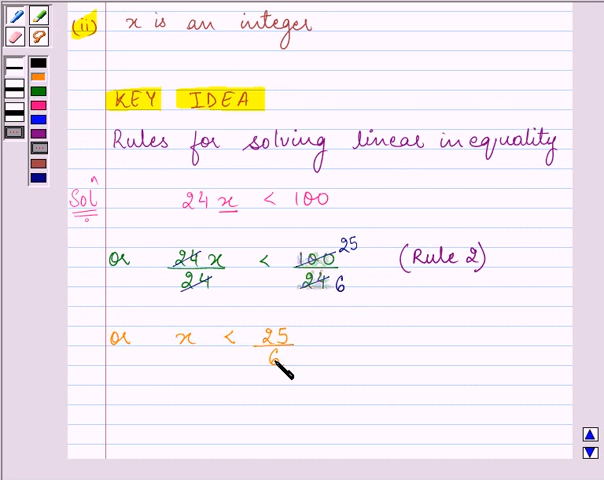 (ii) x is an integer
KEY IDEA
Rules for solving linear inequality
Solⁿ 24x < 100
or 24x/24 < 100/24 25 6 (Rule 2)
or x < 25/6